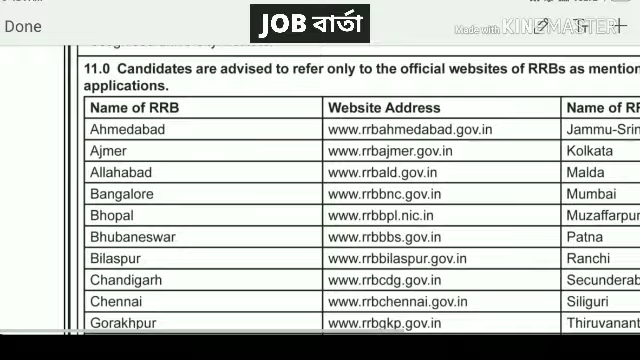 JOB বার্তা
Done
Made with KINEMASTER
11.0 Candidates are advised to refer only to the official websites of RRBs as mention
applications.
Name of RRB Website Address Name of RR
Ahmedabad www.rrbahmedabad.gov.in Jammu-Srin
Ajmer www.rrbajmer.gov.in Kolkata
Allahabad www.rrbald.gov.in Malda
Bangalore www.rrbbnc.gov.in Mumbai
Bhopal www.rrbbpl.nic.in Muzaffarpur
Bhubaneswar www.rrbbbs.gov.in Patna
Bilaspur www.rrbbilaspur.gov.in Ranchi
Chandigarh www.rrbcdg.gov.in Secunderab
Chennai www.rrbchennai.gov.in Siliguri
Gorakhpur www.rrbgkp.gov.in Thiruvanant